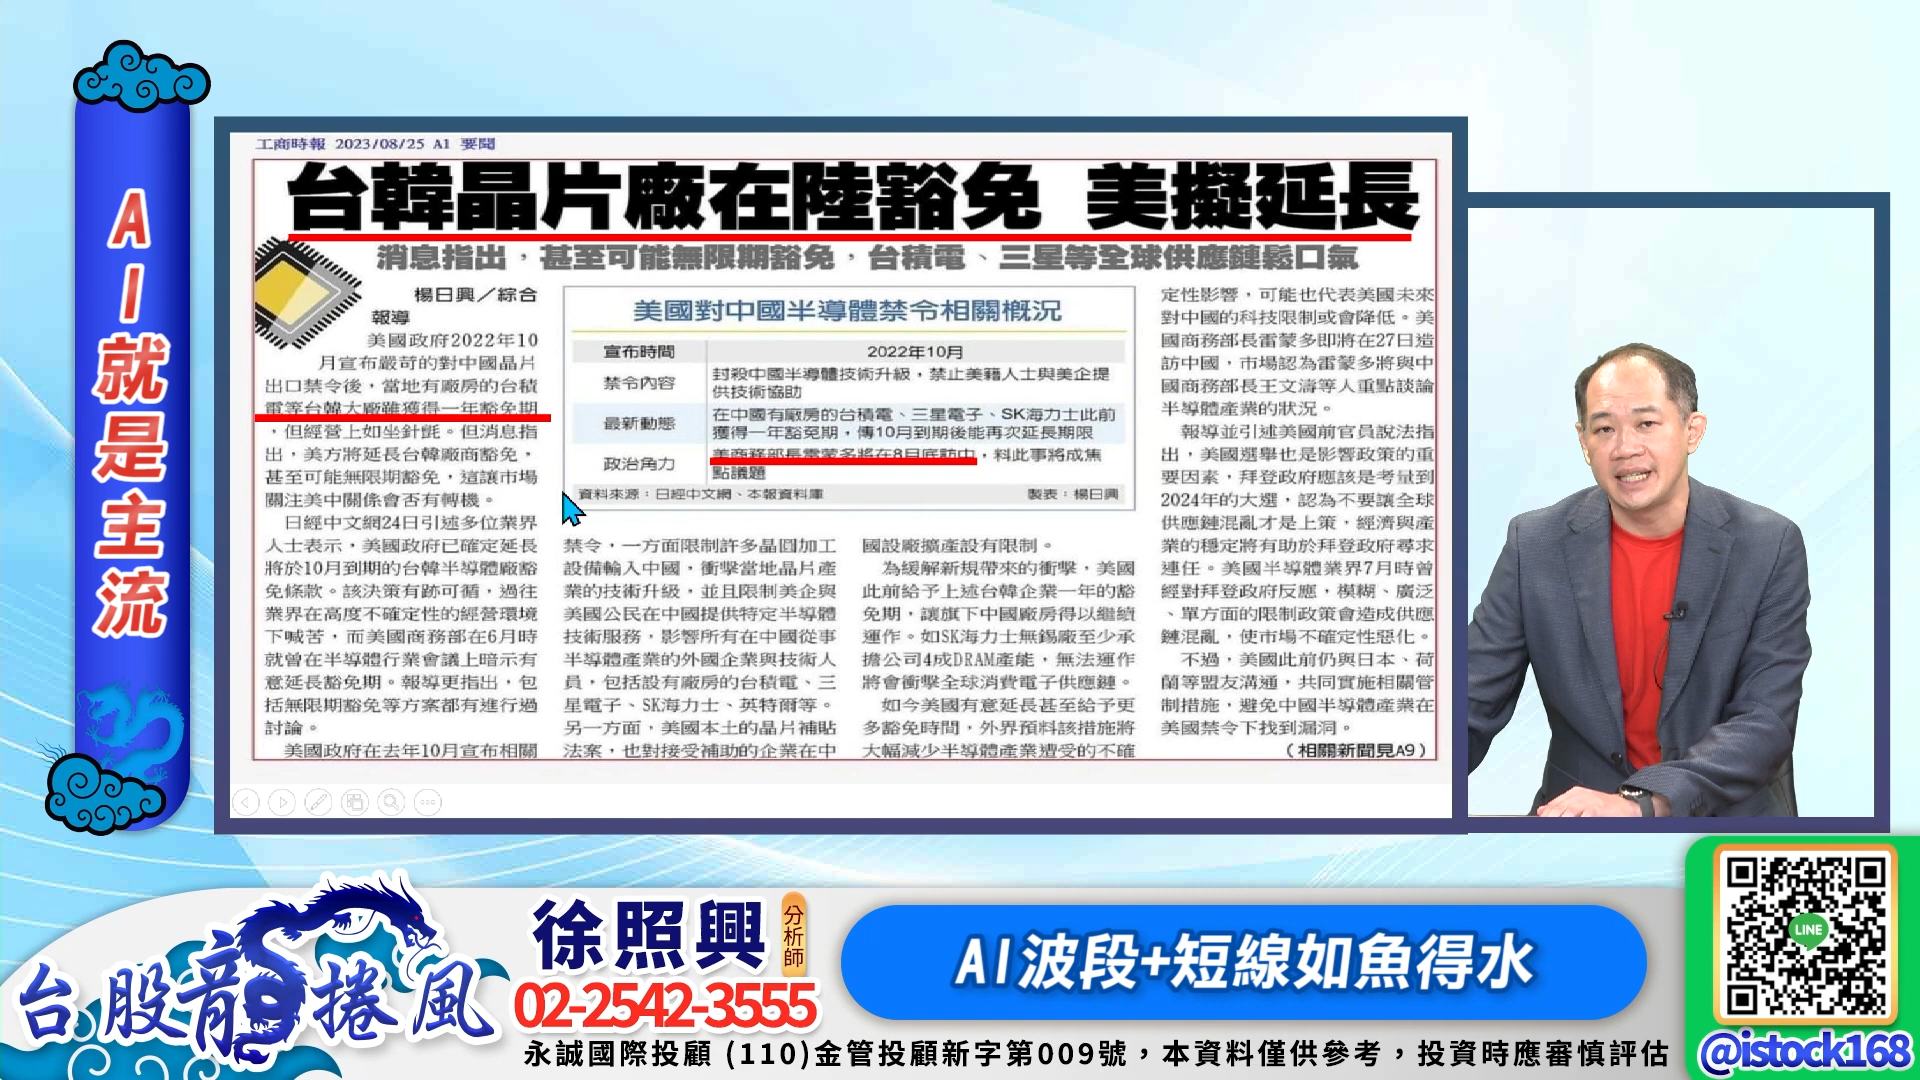 AI就是主流
工商時報 2023/08/25 A1 要聞
台韓晶片廠在陸豁免 美擬延長
消息指出，甚至可能無限期豁免，台積電、三星等全球供應鏈鬆口氣
楊日興／綜合
報導
美國政府2022年10
月宣布嚴苛的對中國晶片
出口禁令後，當地有廠房的台積
電等台韓大廠雖獲得一年豁免期
，但經營上如坐針氈。但消息指
出，美方將延長台韓廠商豁免，
甚至可能無限期豁免，這讓市場
關注美中關係會否有轉機。
日經中文網24日引述多位業界
人士表示，美國政府已確定延長
將於10月到期的台韓半導體廠豁
免條款。該決策有跡可循，過往
業界在高度不確定性的經營環境
下喊苦，而美國商務部在6月時
就曾在半導體行業會議上暗示有
意延長豁免期。報導更指出，包
括無限期豁免等方案都有進行過
討論。
美國政府在去年10月宣布相關
美國對中國半導體禁令相關概況
宣布時間 2022年10月
禁令內容 封殺中國半導體技術升級，禁止美籍人士與美企提
供技術協助
最新動態 在中國有廠房的台積電、三星電子、SK海力士此前
獲得一年豁免期，傳10月到期後能再次延長期限
政治角力 美商務部長雷蒙多將在8月底訪中，料此事將成焦
點議題
資料來源：日經中文網、本報資料庫 製表：楊日興
禁令，一方面限制許多晶圓加工
設備輸入中國，衝擊當地晶片產
業的技術升級，並且限制美企與
美國公民在中國提供特定半導體
技術服務，影響所有在中國從事
半導體產業的外國企業與技術人
員，包括設有廠房的台積電、三
星電子、SK海力士、英特爾等。
另一方面，美國本土的晶片補貼
法案，也對接受補助的企業在中
國設廠擴產設有限制。
為緩解新規帶來的衝擊，美國
此前給予上述台韓企業一年的豁
免期，讓旗下中國廠房得以繼續
運作。如SK海力士無錫廠至少承
擔公司4成DRAM產能，無法運作
將會衝擊全球消費電子供應鏈。
如今美國有意延長甚至給予更
多豁免時間，外界預料該措施將
大幅減少半導體產業遭受的不確
定性影響，可能也代表美國未來
對中國的科技限制或會降低。美
國商務部長雷蒙多即將在27日造
訪中國，市場認為雷蒙多將與中
國商務部長王文濤等人重點談論
半導體產業的狀況。
報導並引述美國前官員說法指
出，美國選舉也是影響政策的重
要因素，拜登政府應該是考量到
2024年的大選，認為不要讓全球
供應鏈混亂才是上策，經濟與產
業的穩定將有助於拜登政府尋求
連任。美國半導體業界7月時曾
經對拜登政府反應，模糊、廣泛
、單方面的限制政策會造成供應
鏈混亂，使市場不確定性惡化。
不過，美國此前仍與日本、荷
蘭等盟友溝通，共同實施相關管
制措施，避免中國半導體產業在
美國禁令下找到漏洞。
（相關新聞見A9）
台股龍捲風
徐照興 分析師
02-2542-3555
AI波段+短線如魚得水
永誠國際投顧 (110)金管投顧新字第009號，本資料僅供參考，投資時應審慎評估
LINE
@istock168